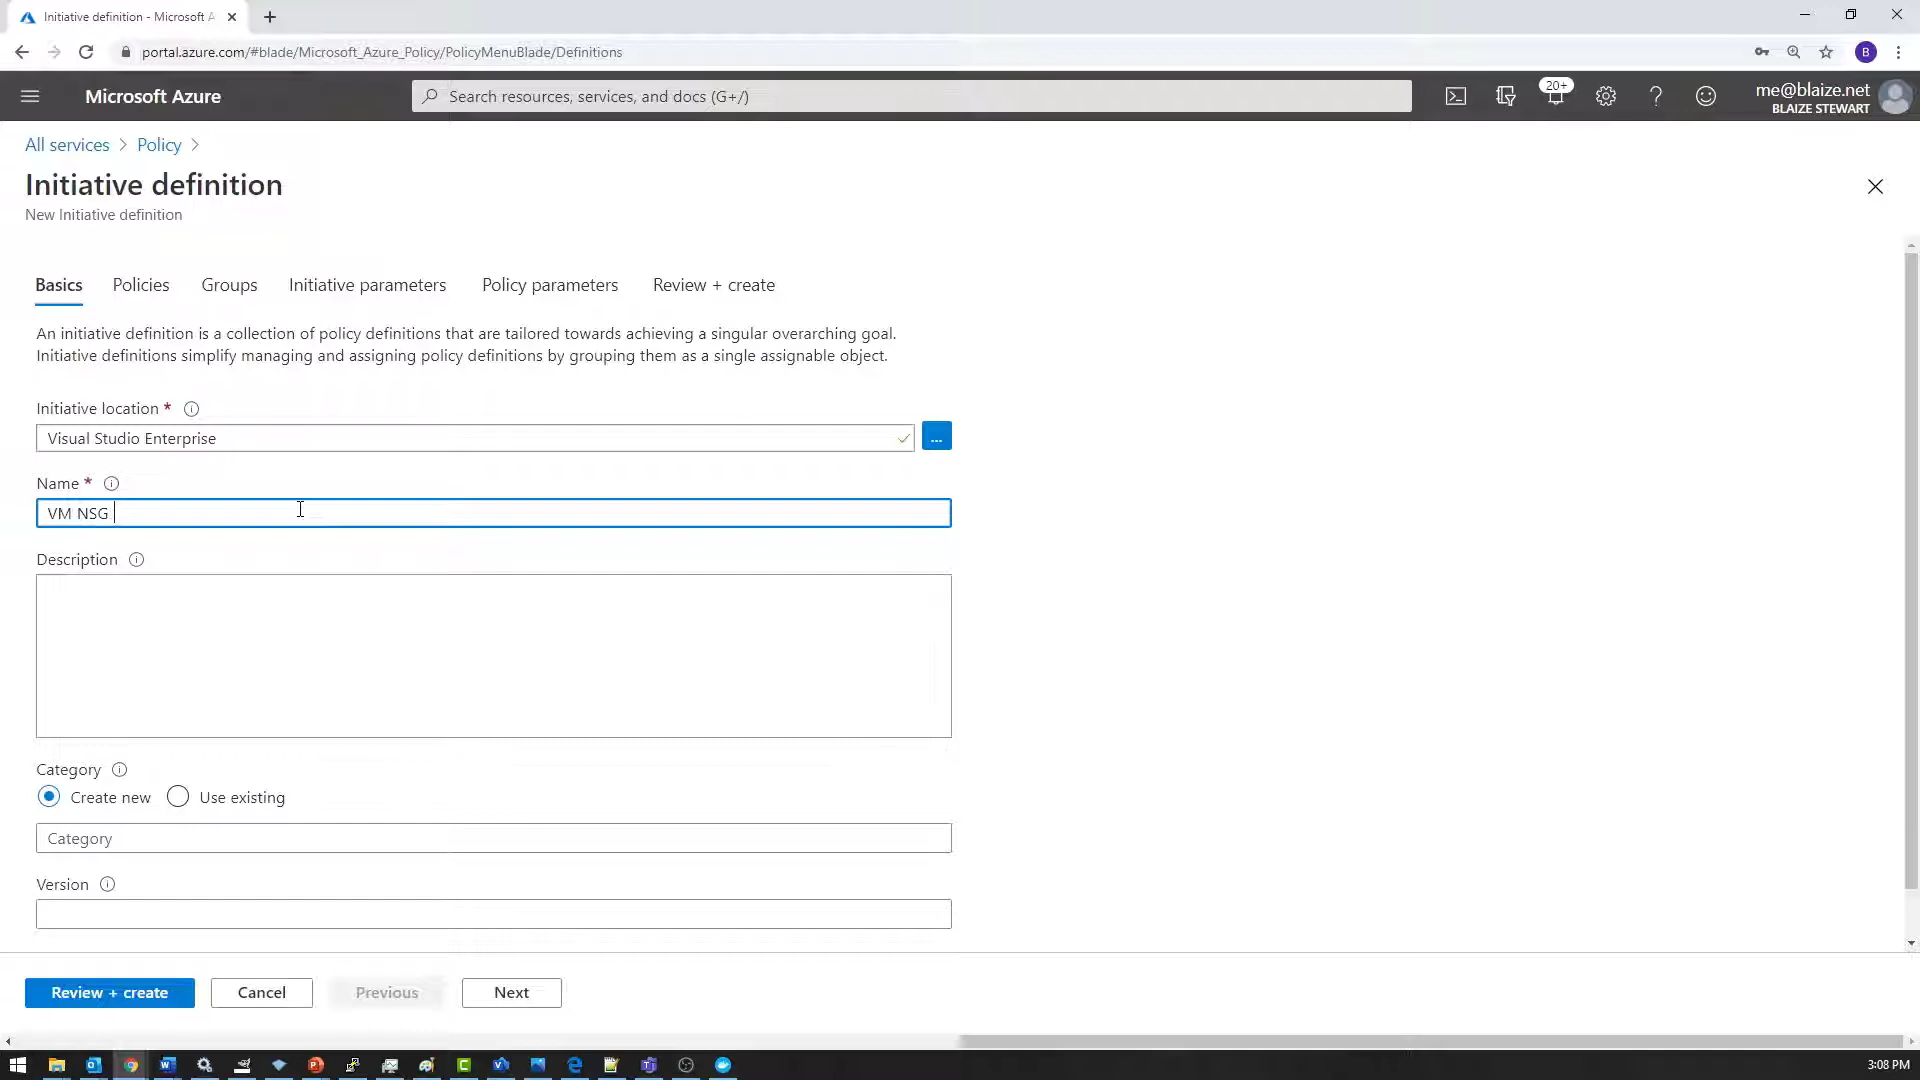 Initiative definition - Microsoft A
portal.azure.com/#blade/Microsoft_Azure_Policy/PolicyMenuBlade/Definitions
B
Microsoft Azure
Search resources, services, and docs (G+/)
20+
me@blaize.net
BLAIZE STEWART
All services > Policy >
Initiative definition
New Initiative definition
Basics Policies Groups Initiative parameters Policy parameters Review + create
An initiative definition is a collection of policy definitions that are tailored towards achieving a singular overarching goal.
Initiative definitions simplify managing and assigning policy definitions by grouping them as a single assignable object.
Initiative location *
Visual Studio Enterprise
...
Name *
VM NSG
Description
Category
Create new Use existing
Category
Version
Review + create Cancel Previous Next
3:08 PM